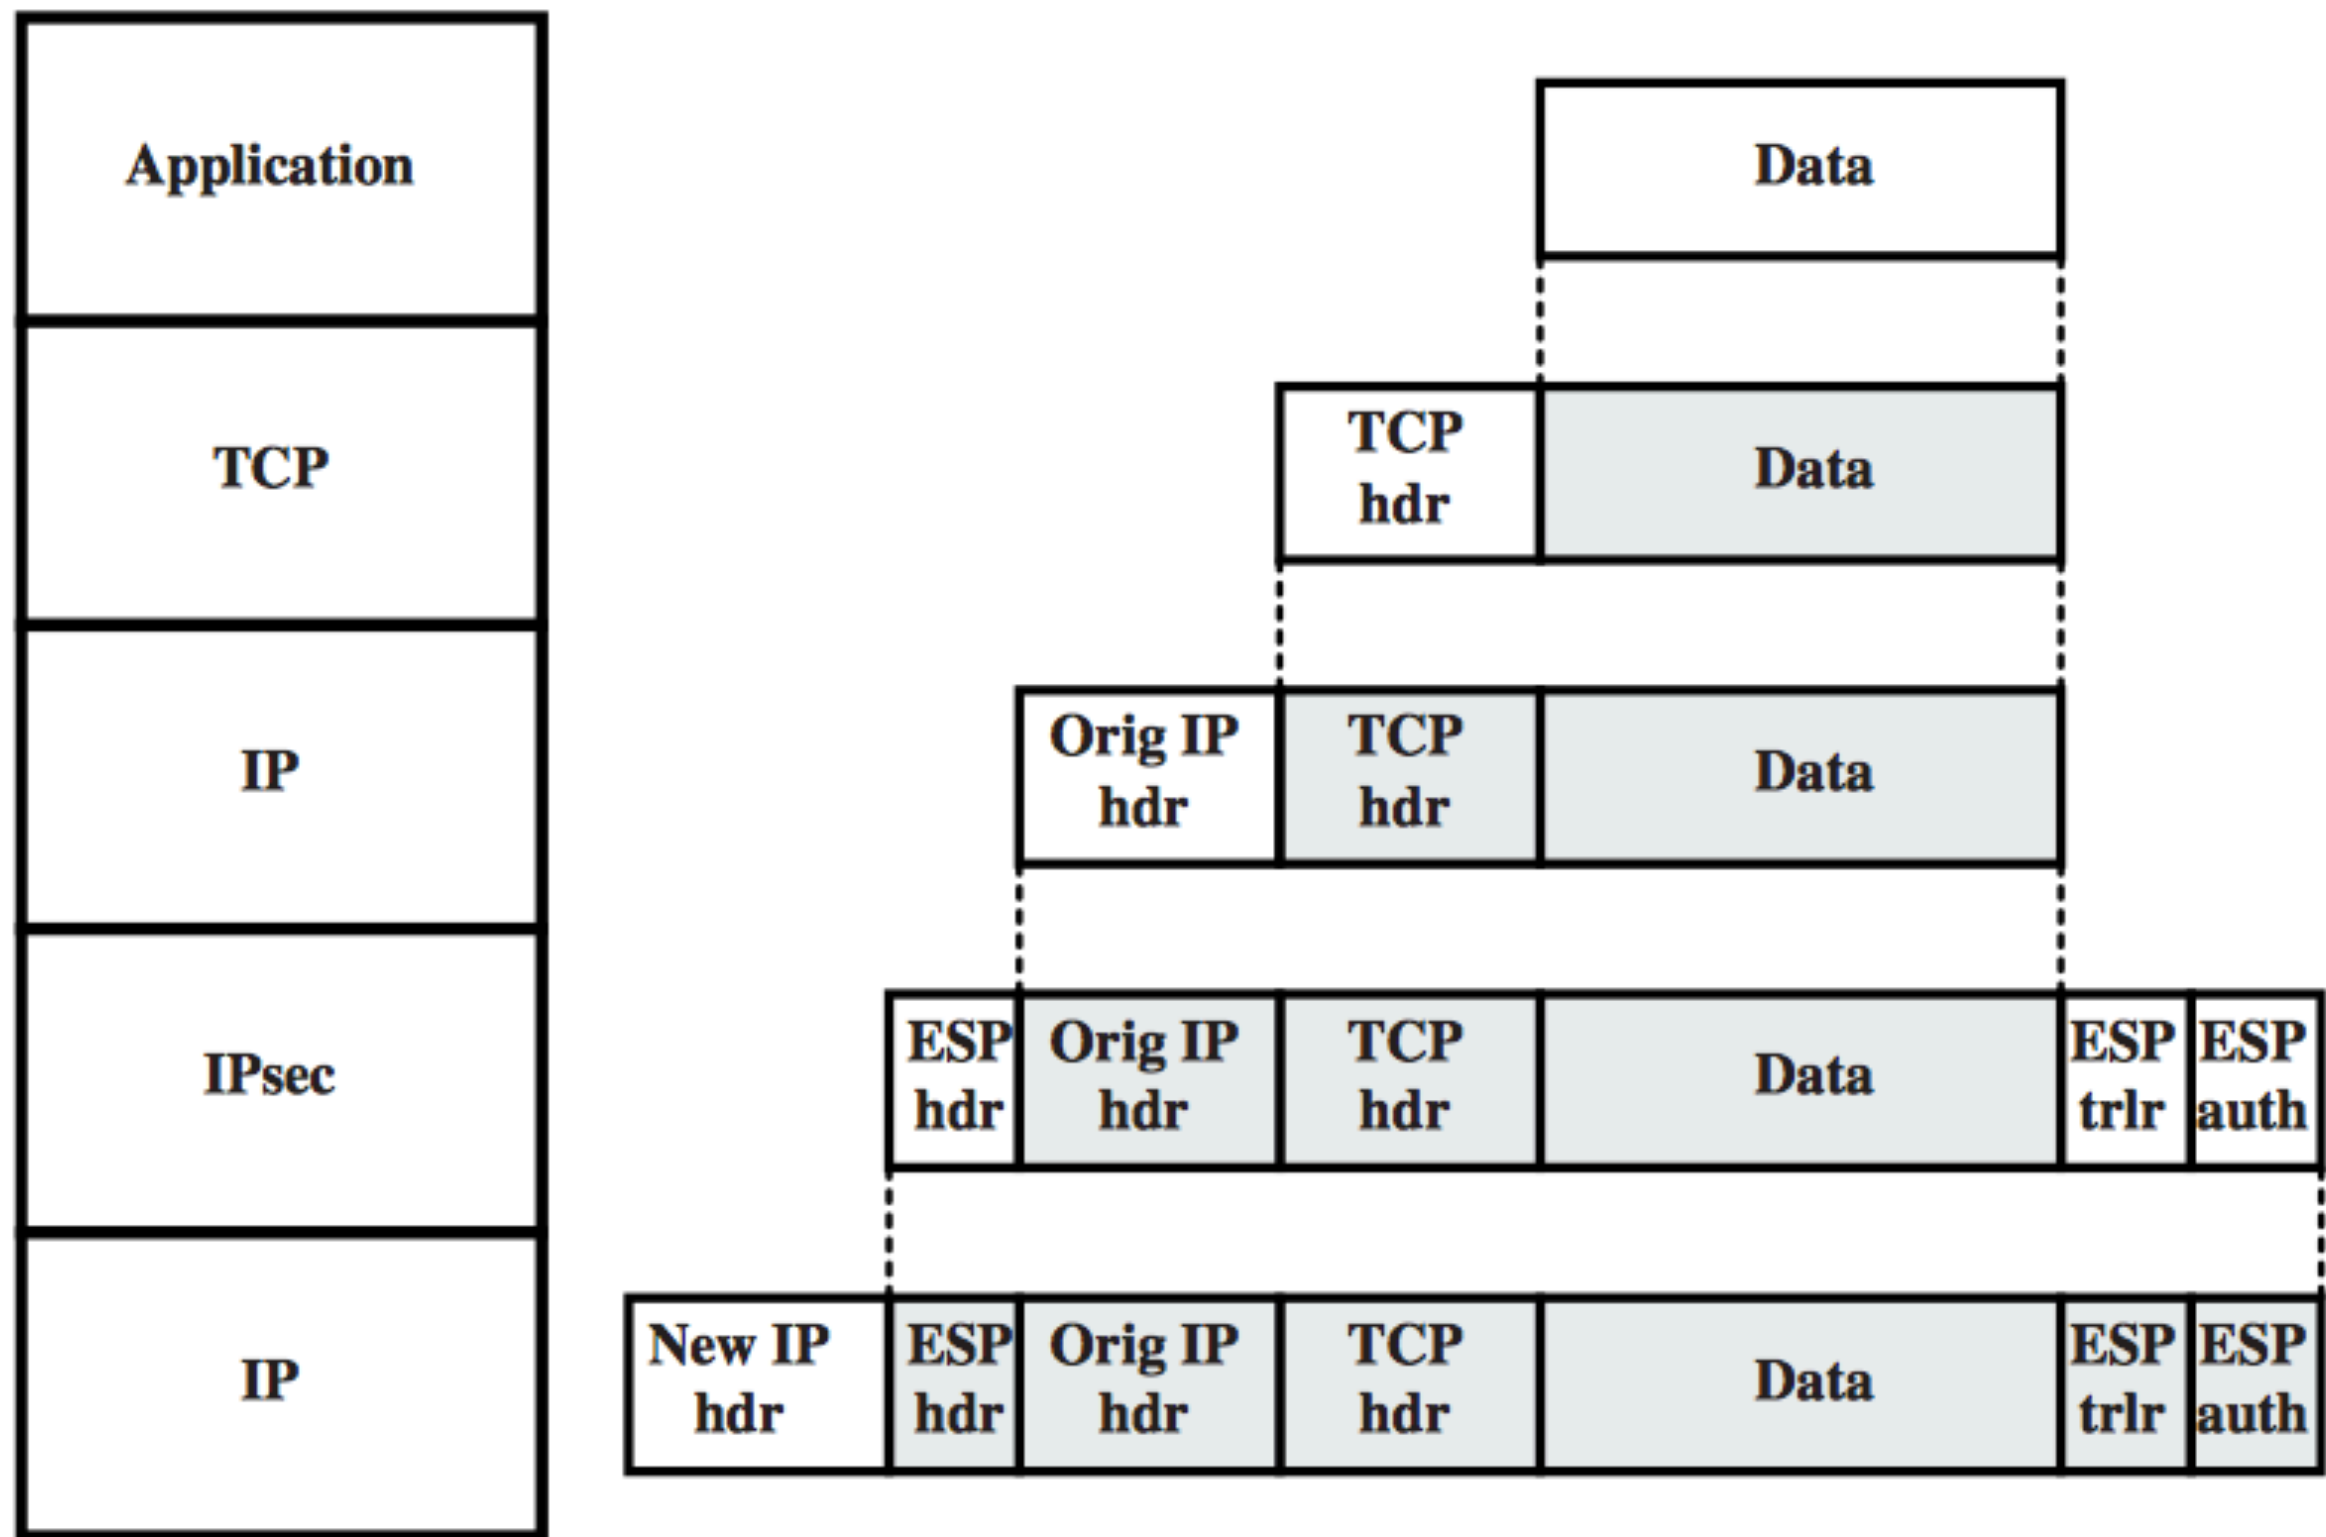 Application
Data
TCP
TCP
hdr
Data
IP
Orig IP
hdr
TCP
hdr
Data
IPsec
ESP
hdr
Orig IP
hdr
TCP
hdr
Data
ESP
trlr
ESP
auth
IP
New IP
hdr
ESP
hdr
Orig IP
hdr
TCP
hdr
Data
ESP
trlr
ESP
auth